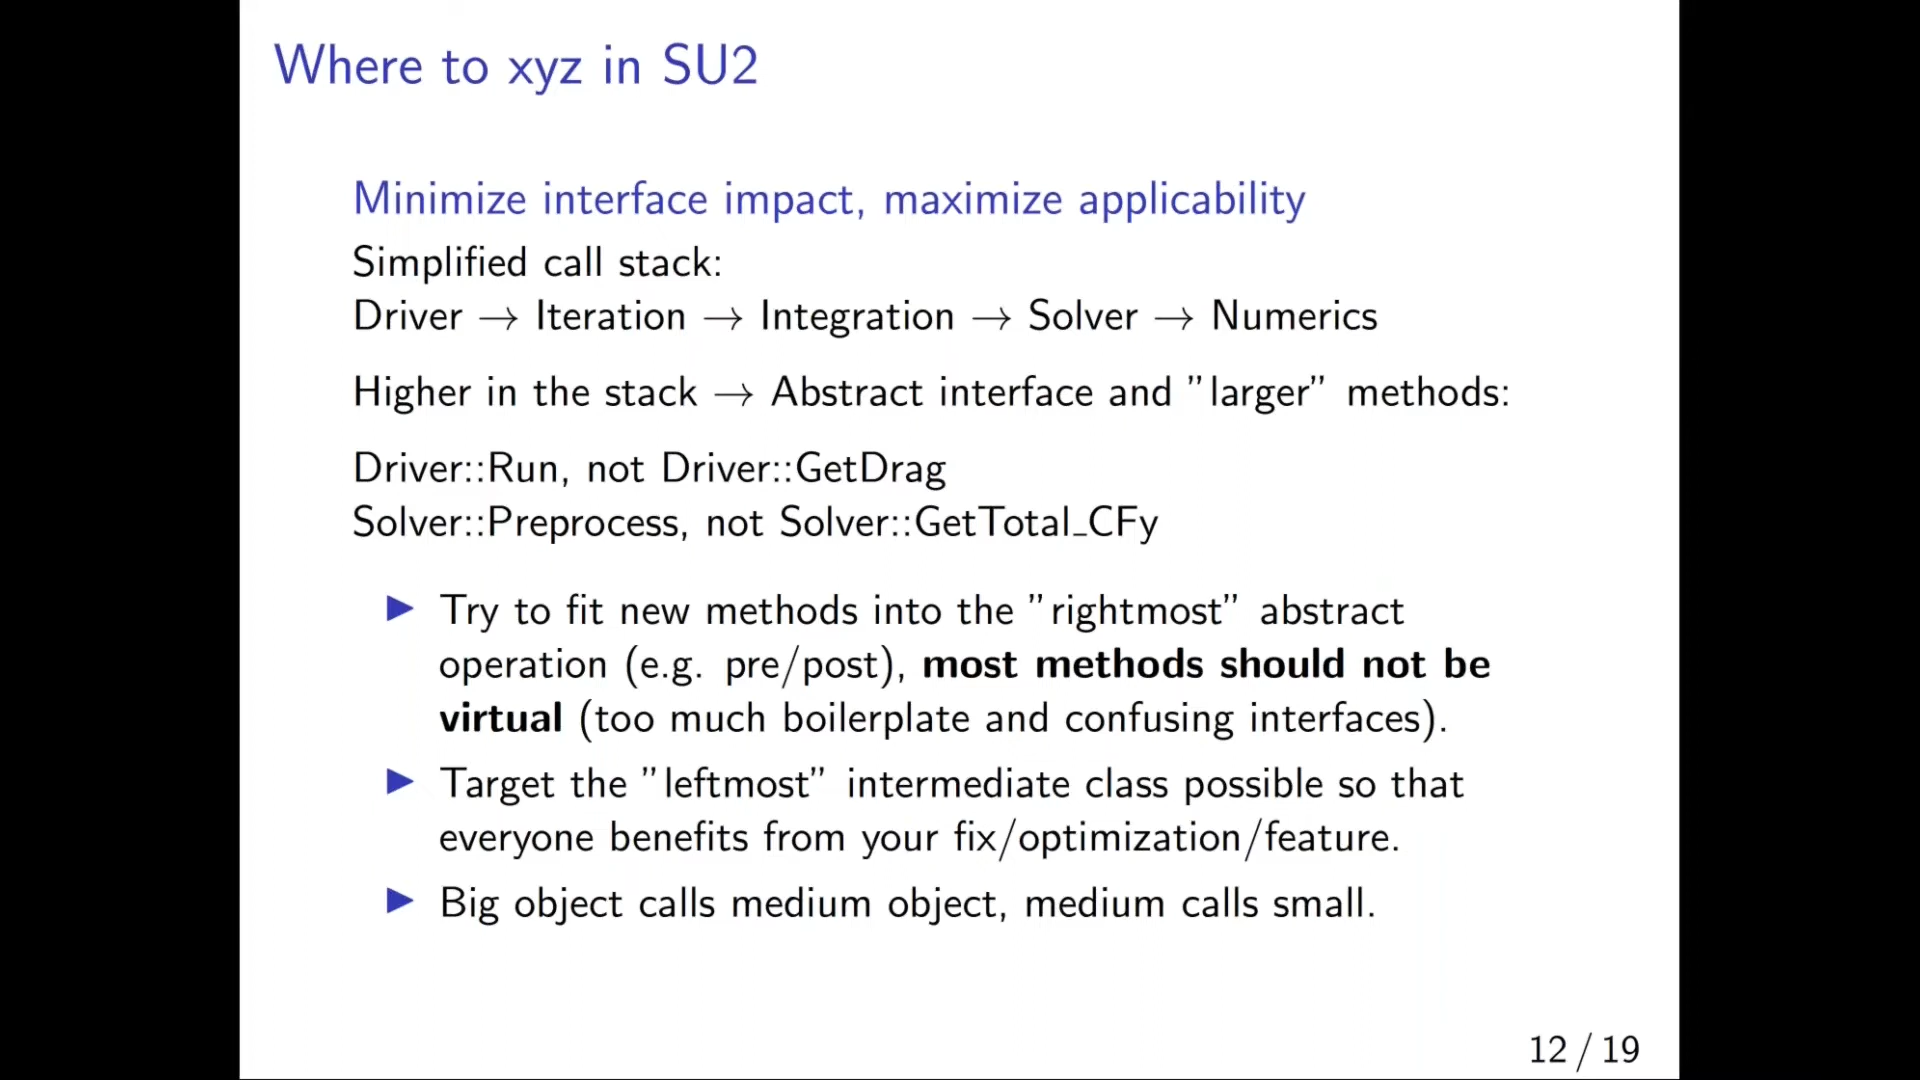 Where to xyz in SU2
Minimize interface impact, maximize applicability
Simplified call stack:
Driver → Iteration → Integration → Solver → Numerics
Higher in the stack → Abstract interface and ”larger” methods:
Driver::Run, not Driver::GetDrag
Solver::Preprocess, not Solver::GetTotal_CFy
▶ Try to fit new methods into the ”rightmost” abstract
operation (e.g. pre/post), most methods should not be
virtual (too much boilerplate and confusing interfaces).
▶ Target the ”leftmost” intermediate class possible so that
everyone benefits from your fix/optimization/feature.
▶ Big object calls medium object, medium calls small.
12 / 19